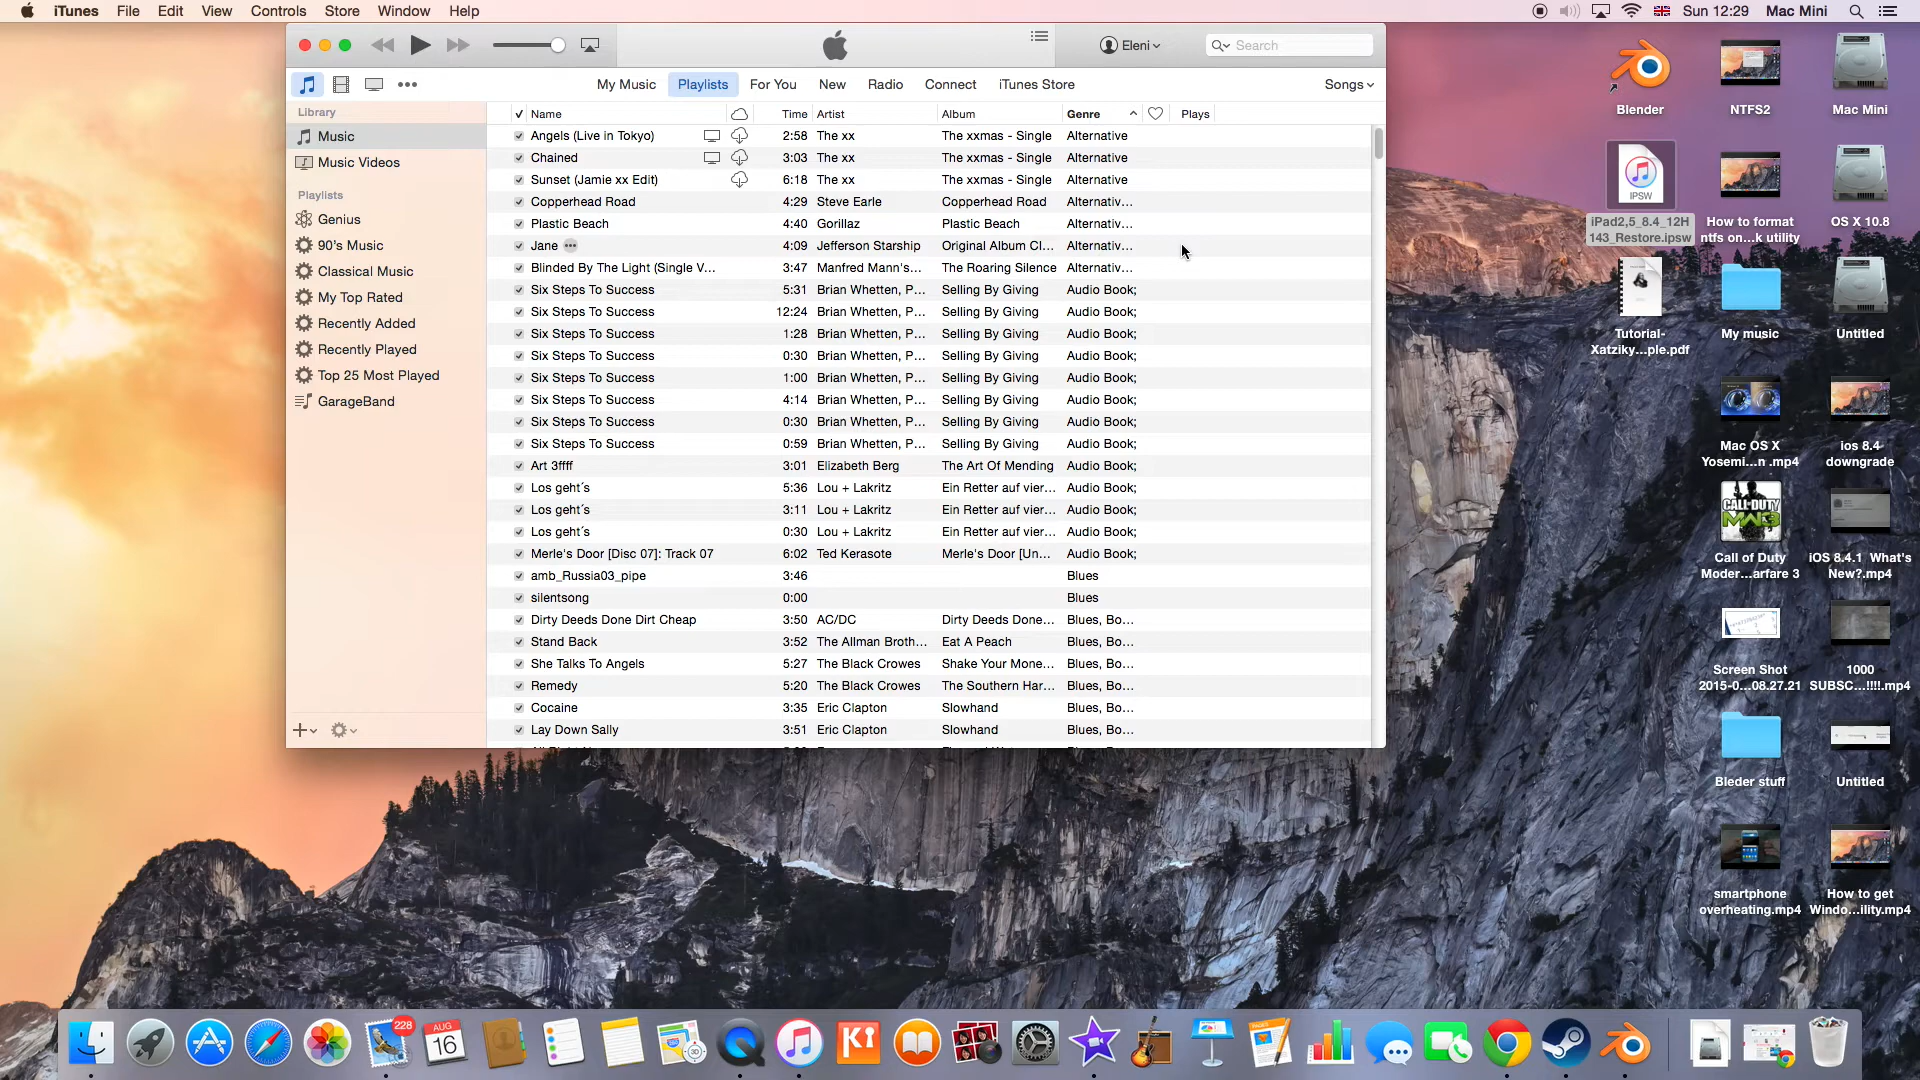 iTunes File Edit View Controls Store Window Help
Sun 12:29 Mac Mini
Eleni
Search
My Music Playlists For You New Radio Connect iTunes Store
Songs
Library
Music
Music Videos
Playlists
Genius
90's Music
Classical Music
My Top Rated
Recently Added
Recently Played
Top 25 Most Played
GarageBand
Name Time Artist Album Genre Plays
Angels (Live in Tokyo) 2:58 The xx The xxmas - Single Alternative
Chained 3:03 The xx The xxmas - Single Alternative
Sunset (Jamie xx Edit) 6:18 The xx The xxmas - Single Alternative
Copperhead Road 4:29 Steve Earle Copperhead Road Alternativ...
Plastic Beach 4:40 Gorillaz Plastic Beach Alternativ...
Jane 4:09 Jefferson Starship Original Album Cl... Alternativ...
Blinded By The Light (Single V... 3:47 Manfred Mann's... The Roaring Silence Alternativ...
Six Steps To Success 5:31 Brian Whetten, P... Selling By Giving Audio Book;
Six Steps To Success 12:24 Brian Whetten, P... Selling By Giving Audio Book;
Six Steps To Success 1:28 Brian Whetten, P... Selling By Giving Audio Book;
Six Steps To Success 0:30 Brian Whetten, P... Selling By Giving Audio Book;
Six Steps To Success 1:00 Brian Whetten, P... Selling By Giving Audio Book;
Six Steps To Success 4:14 Brian Whetten, P... Selling By Giving Audio Book;
Six Steps To Success 0:30 Brian Whetten, P... Selling By Giving Audio Book;
Six Steps To Success 0:59 Brian Whetten, P... Selling By Giving Audio Book;
Art 3ffff 3:01 Elizabeth Berg The Art Of Mending Audio Book;
Los geht´s 5:36 Lou + Lakritz Ein Retter auf vier... Audio Book;
Los geht´s 3:11 Lou + Lakritz Ein Retter auf vier... Audio Book;
Los geht´s 0:30 Lou + Lakritz Ein Retter auf vier... Audio Book;
Merle's Door [Disc 07]: Track 07 6:02 Ted Kerasote Merle's Door [Un... Audio Book;
amb_Russia03_pipe 3:46 Blues
silentsong 0:00 Blues
Dirty Deeds Done Dirt Cheap 3:50 AC/DC Dirty Deeds Done... Blues, Bo...
Stand Back 3:52 The Allman Broth... Eat A Peach Blues, Bo...
She Talks To Angels 5:27 The Black Crowes Shake Your Mone... Blues, Bo...
Remedy 5:20 The Black Crowes The Southern Har... Blues, Bo...
Cocaine 3:35 Eric Clapton Slowhand Blues, Bo...
Lay Down Sally 3:51 Eric Clapton Slowhand Blues, Bo...
Blender
NTFS2
Mac Mini
IPSW
iPad2,5_8.4_12H
143_Restore.ipsw
How to format
ntfs on...k utility
OS X 10.8
Tutorial-
Xatziky...ple.pdf
My music
Untitled
Mac OS X
Yosemi...n .mp4
ios 8.4
downgrade
CALL OF DUTY
MW3
Call of Duty
Moder...arfare 3
iOS 8.4.1 What's
New?.mp4
Screen Shot
2015-0...08.27.21
1000
SUBSC...!!!!.mp4
Bleder stuff
Untitled
smartphone
overheating.mp4
How to get
Windo...ility.mp4
228
AUG
16